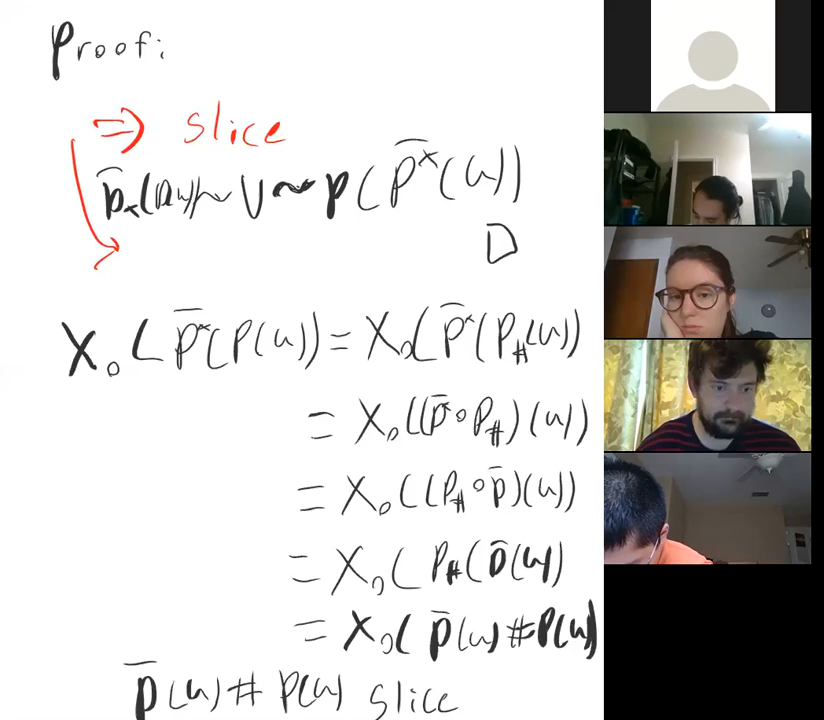 Proof:
⇒ slice
∪ ~ P(P̄*(u))
D
X₀(P̄*(P(u)) = X₀(P̄*(P#(u))
= X₀((P̄*∘P#)(u))
= X₀((P#∘P̄)(u))
= X₀(P#(P̄(u))
= X₀(P̄(u)#P(u))
P̄(u)#P(u) slice